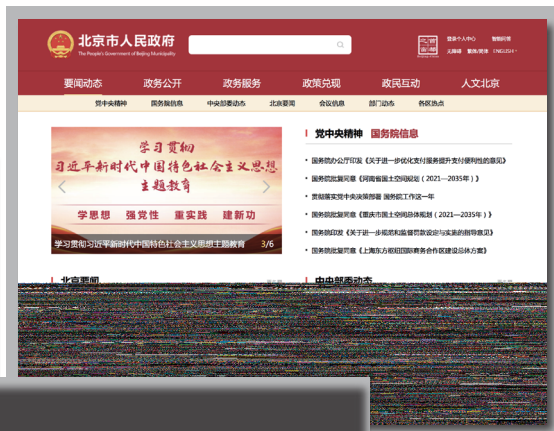 北京市人民政府
The People's Government of Beijing Municipality
登录个人中心 智能问答
无障碍 繁体/简体 ENGLISH
要闻动态 政务公开 政务服务 政策兑现 政民互动 人文北京
党中央精神 国务院信息 中央部委动态 北京要闻 会议信息 部门动态 各区热点
学习贯彻
习近平新时代中国特色社会主义思想
主题教育
学思想 强党性 重实践 建新功
学习贯彻习近平新时代中国特色社会主义思想主题教育 3/6
党中央精神 国务院信息
国务院办公厅印发《关于进一步优化支付服务提升支付便利性的意见》
国务院批复同意《河南省国土空间规划（2021—2035年）》
贯彻落实党中央决策部署 国务院工作这一年
国务院批复同意《重庆市国土空间总体规划（2021—2035年）》
国务院印发《关于进一步规范和监督罚款设定与实施的指导意见》
国务院批复同意《上海东方枢纽国际商务合作区建设总体方案》
北京要闻
中央部委动态